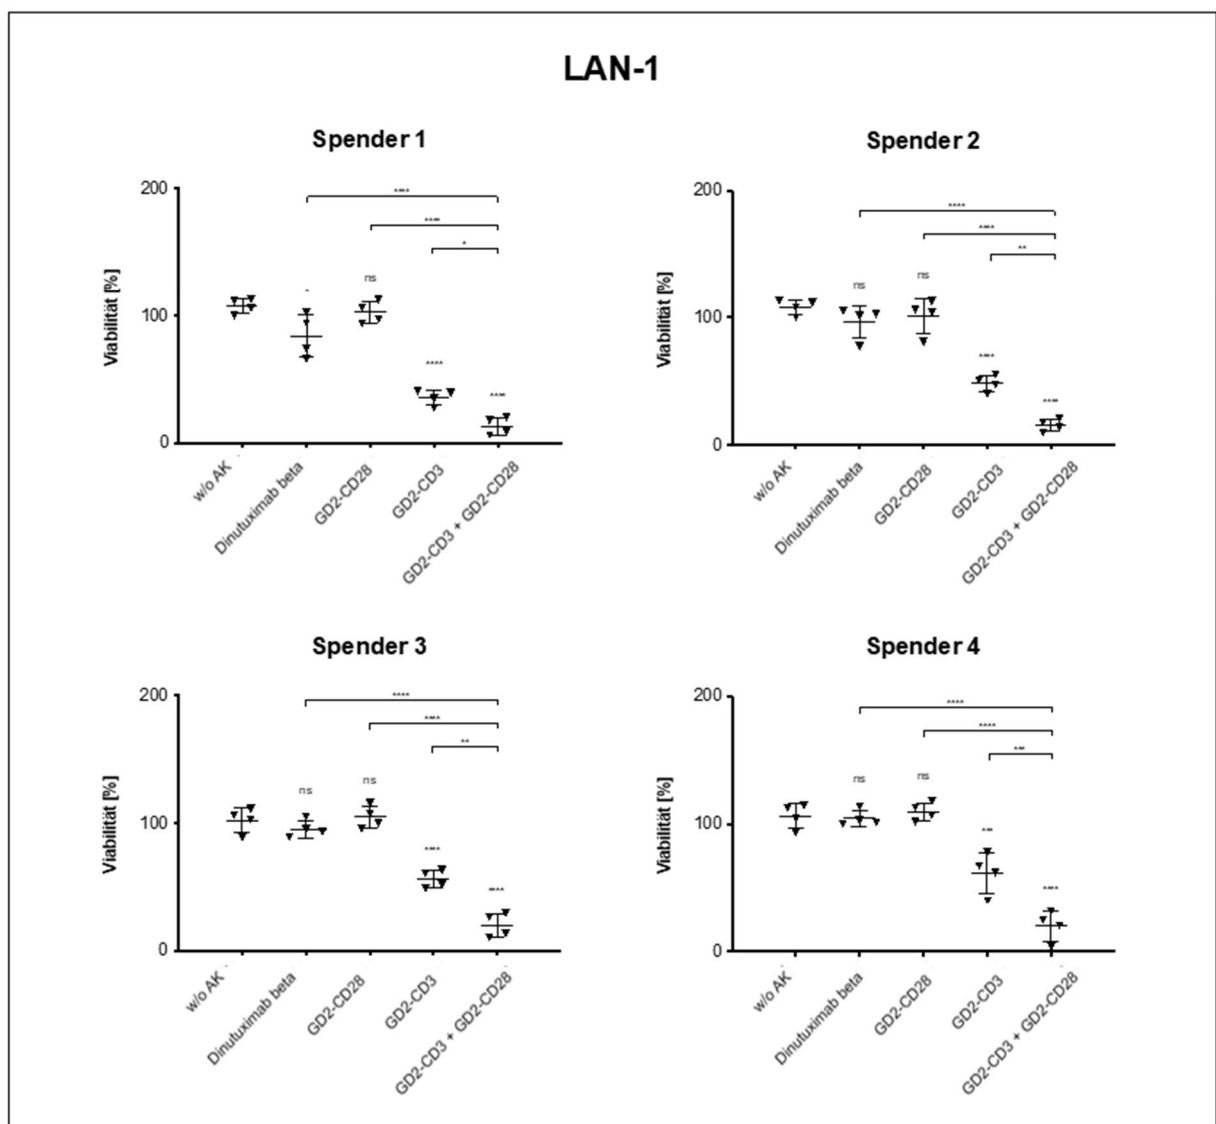 LAN-1
Spender 1
200
100
0
Viabilität [%]
****
****
*
*
ns
****
****
w/o AK
Dinutuximab beta
GD2-CD28
GD2-CD3
GD2-CD3 + GD2-CD28
Spender 2
200
100
0
Viabilität [%]
****
****
**
ns
ns
****
****
w/o AK
Dinutuximab beta
GD2-CD28
GD2-CD3
GD2-CD3 + GD2-CD28
Spender 3
200
100
0
Viabilität [%]
****
****
**
ns
ns
****
****
w/o AK
Dinutuximab beta
GD2-CD28
GD2-CD3
GD2-CD3 + GD2-CD28
Spender 4
200
100
0
Viabilität [%]
****
****
***
ns
ns
***
****
w/o AK
Dinutuximab beta
GD2-CD28
GD2-CD3
GD2-CD3 + GD2-CD28